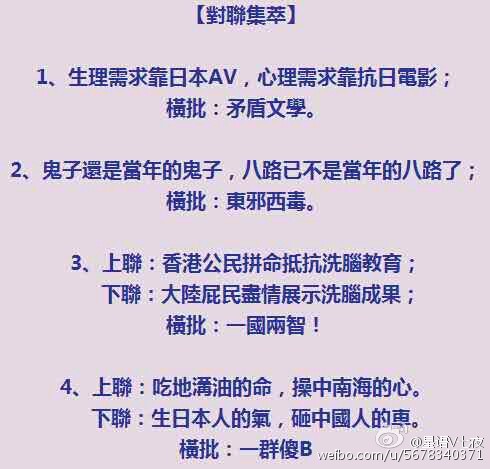 【對聯集萃】
1、生理需求靠日本AV，心理需求靠抗日電影；
橫批：矛盾文學。
2、鬼子還是當年的鬼子，八路已不是當年的八路了；
橫批：東邪西毒。
3、上聯：香港公民拼命抵抗洗腦教育；
下聯：大陸屁民盡情展示洗腦成果；
橫批：一國兩智！
4、上聯：吃地溝油的命，操中南海的心。
下聯：生日本人的氣，砸中國人的車。
橫批：一群傻B
weibo.com/u/5678340371